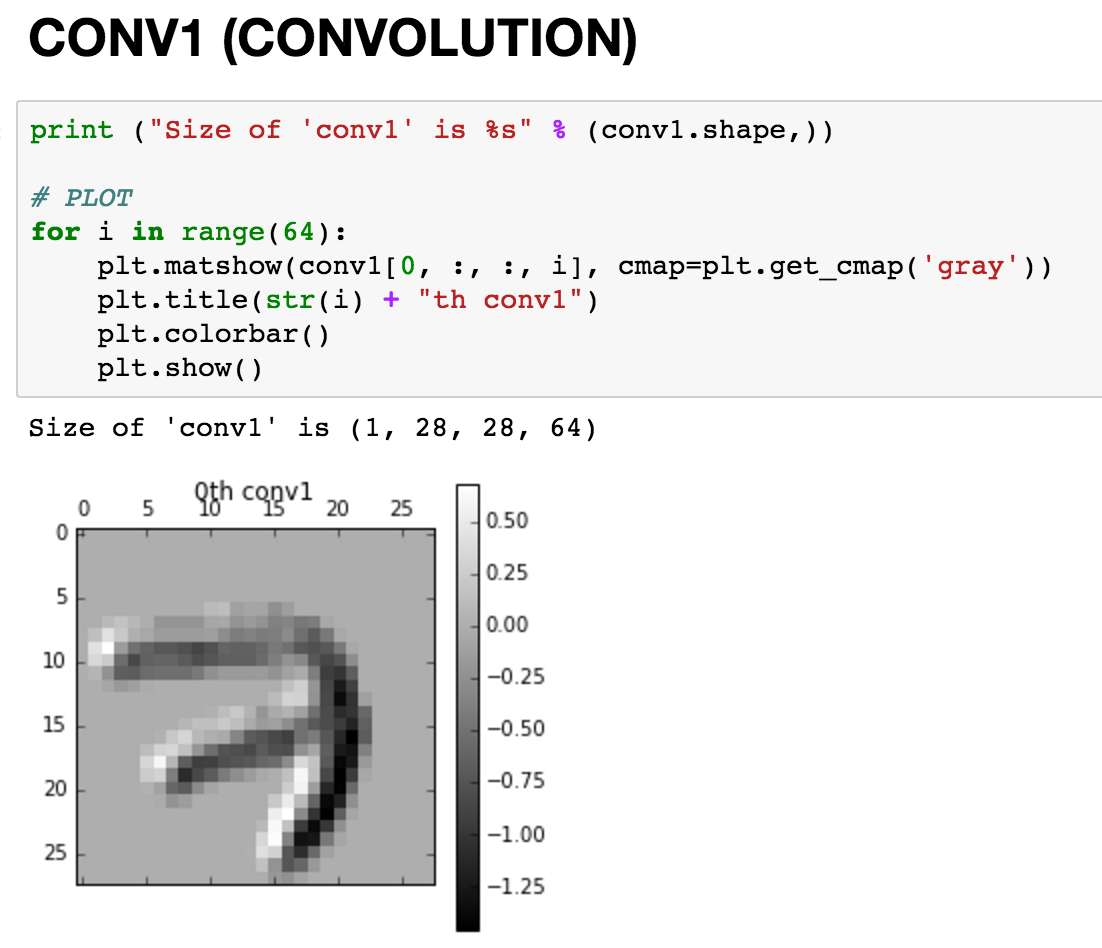 CONV1 (CONVOLUTION)
print ("Size of 'conv1' is %s" % (conv1.shape,))
# PLOT
for i in range(64):
    plt.matshow(conv1[0, :, :, i], cmap=plt.get_cmap('gray'))
    plt.title(str(i) + "th conv1")
    plt.colorbar()
    plt.show()
Size of 'conv1' is (1, 28, 28, 64)
0th conv1
0 5 10 15 20 25
0
5
10
15
20
25
0.50
0.25
0.00
−0.25
−0.50
−0.75
−1.00
−1.25